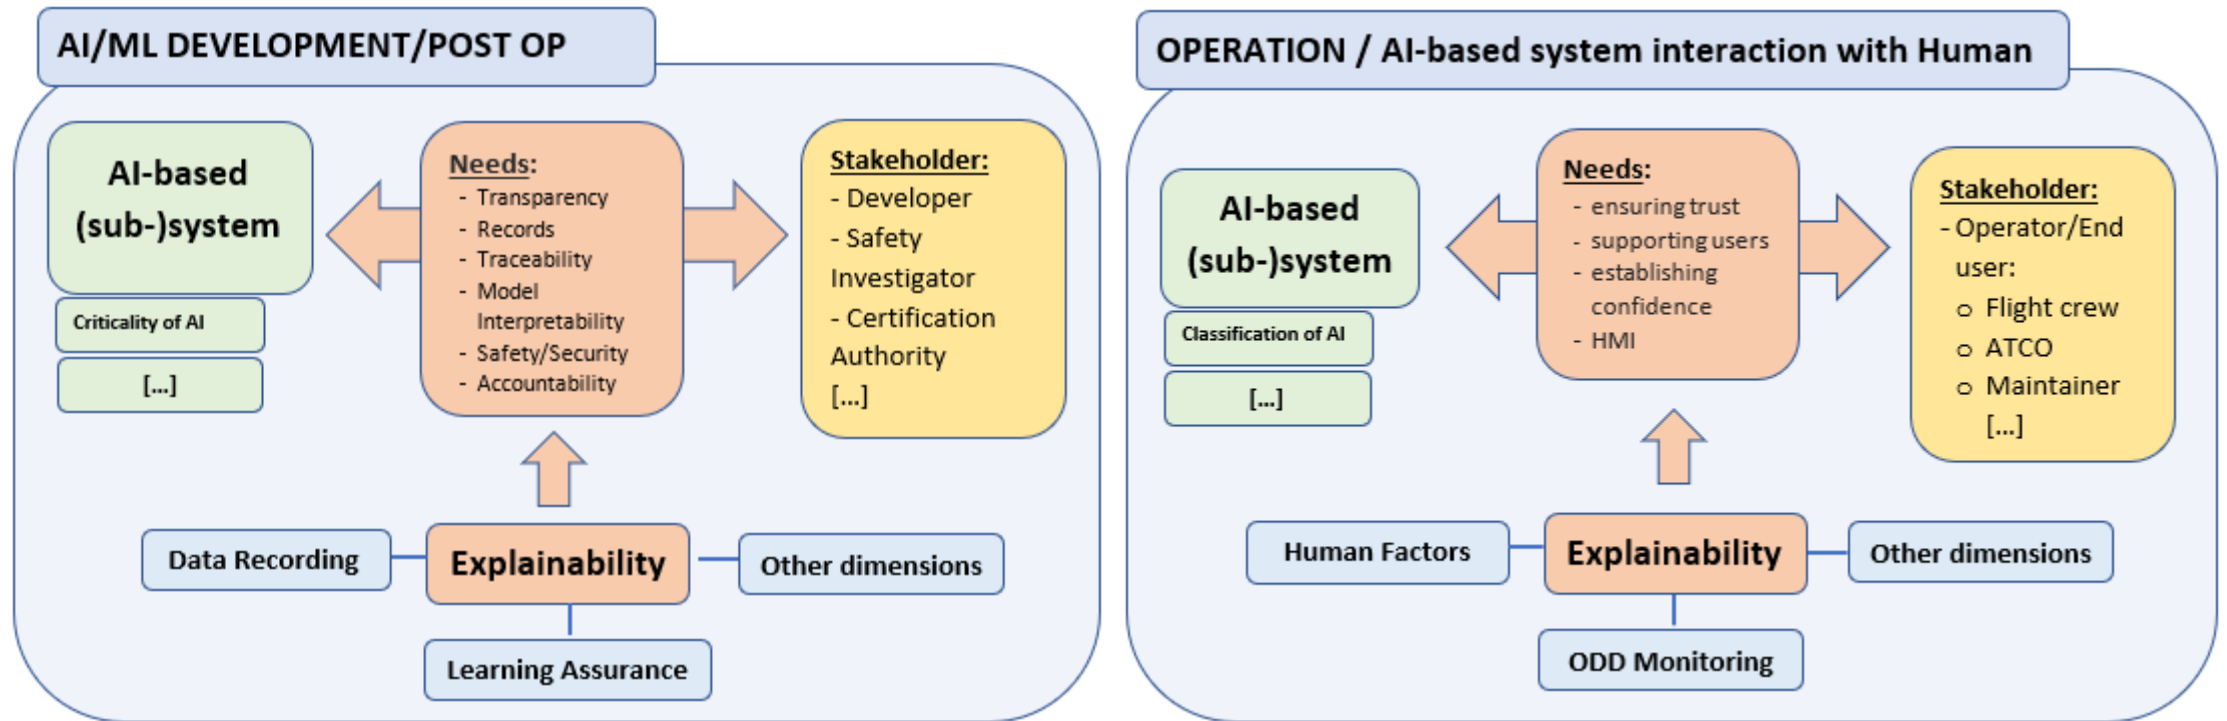 AI/ML DEVELOPMENT/POST OP
AI-based
(sub-)system
Criticality of AI
[...]
Needs:
- Transparency
- Records
- Traceability
- Model
Interpretability
- Safety/Security
- Accountability
Stakeholder:
- Developer
- Safety
Investigator
- Certification
Authority
[...]
Data Recording
Explainability
Other dimensions
Learning Assurance
OPERATION / AI-based system interaction with Human
AI-based
(sub-)system
Classification of AI
[...]
Needs:
- ensuring trust
- supporting users
- establishing
confidence
- HMI
Stakeholder:
- Operator/End
user:
o Flight crew
o ATCO
o Maintainer
[...]
Human Factors
Explainability
Other dimensions
ODD Monitoring